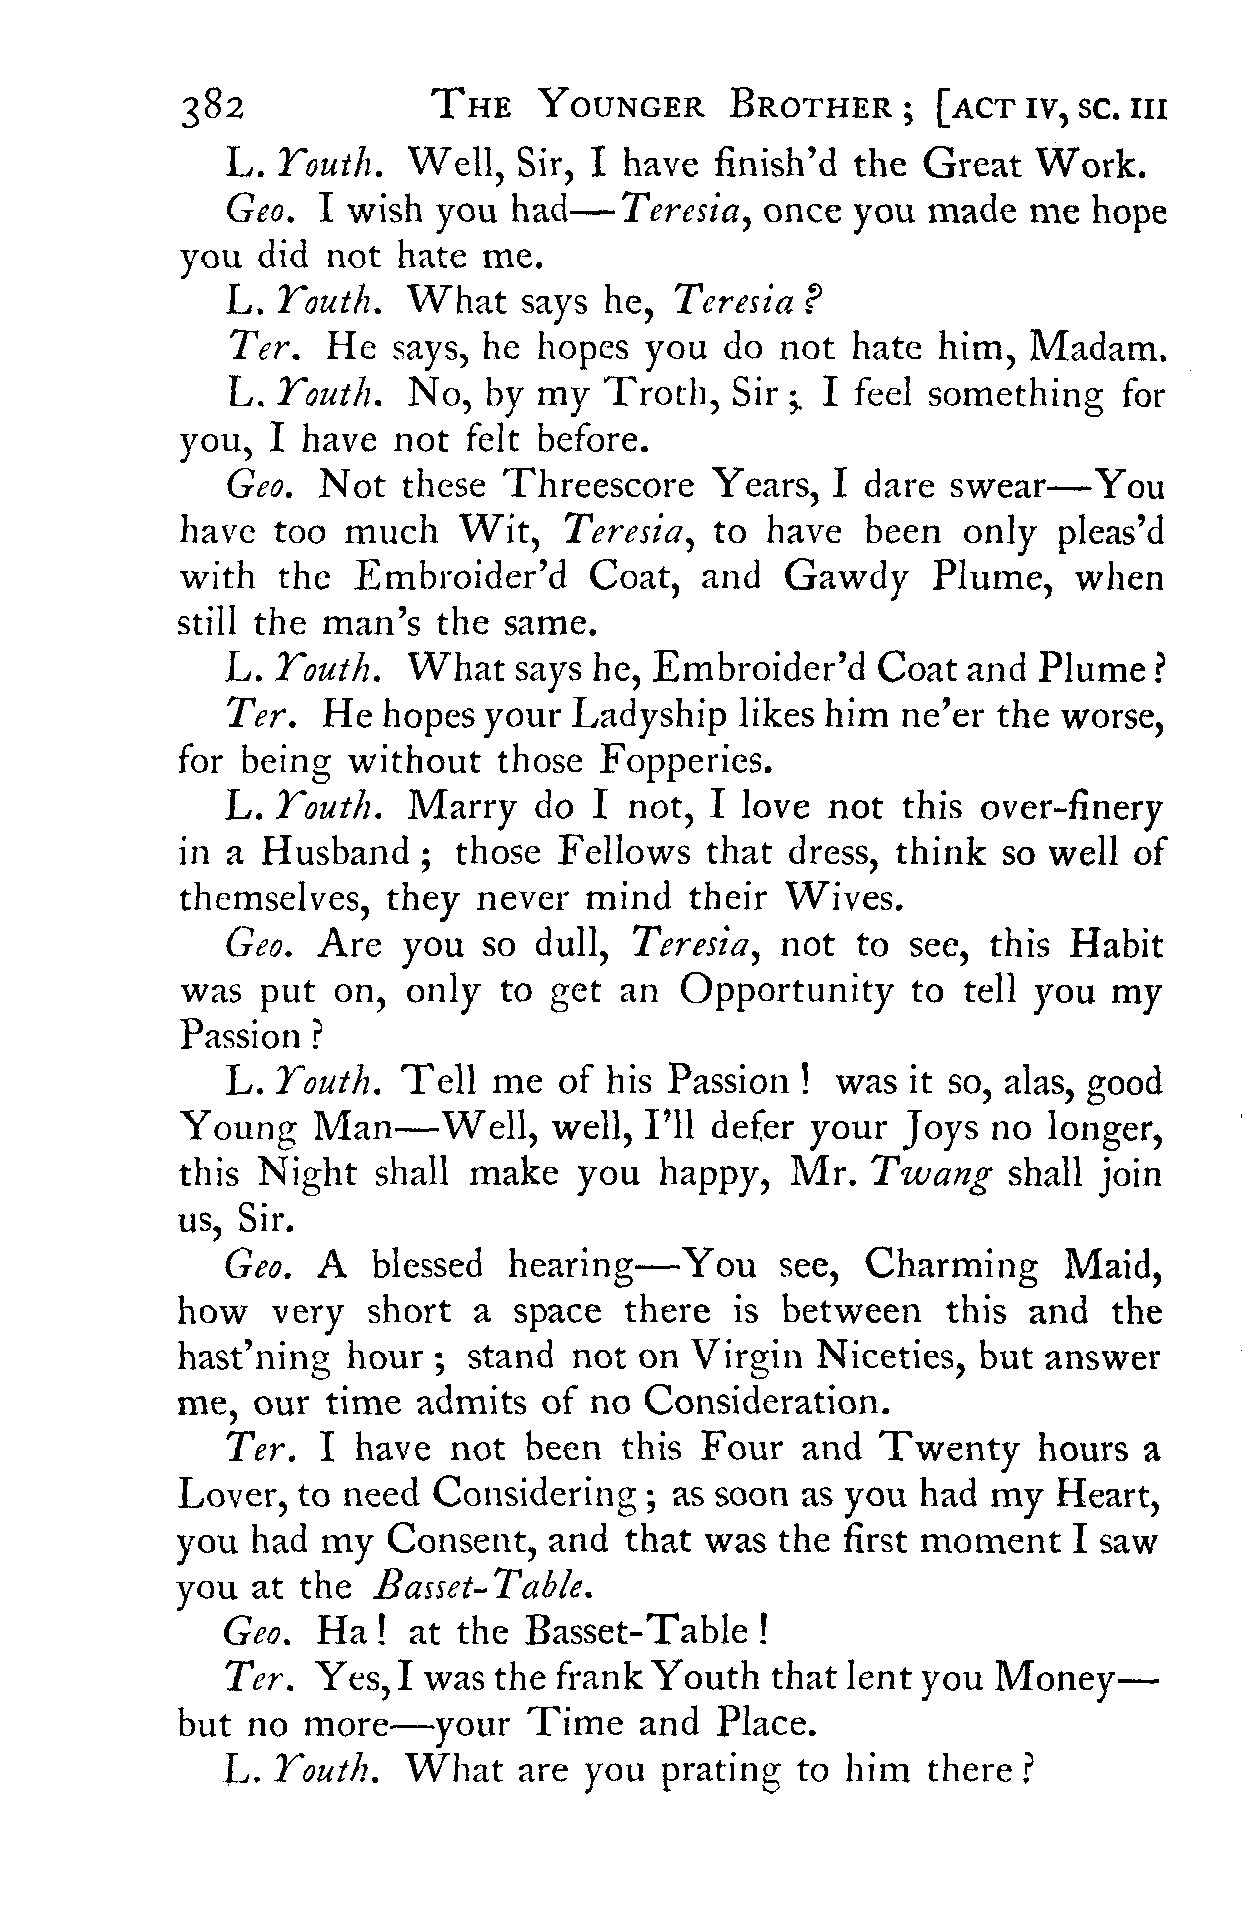 382 THE YOUNGER BROTHER ; [ACT IV, SC. III
L. Youth. Well, Sir, I have finish'd the Great Work.
Geo. I wish you had—Teresia, once you made me hope
you did not hate me.
L. Youth. What says he, Teresia ?
Ter. He says, he hopes you do not hate him, Madam.
L. Youth. No, by my Troth, Sir ; I feel something for
you, I have not felt before.
Geo. Not these Threescore Years, I dare swear—You
have too much Wit, Teresia, to have been only pleas'd
with the Embroider'd Coat, and Gawdy Plume, when
still the man's the same.
L. Youth. What says he, Embroider'd Coat and Plume ?
Ter. He hopes your Ladyship likes him ne'er the worse,
for being without those Fopperies.
L. Youth. Marry do I not, I love not this over-finery
in a Husband ; those Fellows that dress, think so well of
themselves, they never mind their Wives.
Geo. Are you so dull, Teresia, not to see, this Habit
was put on, only to get an Opportunity to tell you my
Passion ?
L. Youth. Tell me of his Passion ! was it so, alas, good
Young Man—Well, well, I'll defer your Joys no longer,
this Night shall make you happy, Mr. Twang shall join
us, Sir.
Geo. A blessed hearing—You see, Charming Maid,
how very short a space there is between this and the
hast'ning hour ; stand not on Virgin Niceties, but answer
me, our time admits of no Consideration.
Ter. I have not been this Four and Twenty hours a
Lover, to need Considering ; as soon as you had my Heart,
you had my Consent, and that was the first moment I saw
you at the Basset-Table.
Geo. Ha ! at the Basset-Table !
Ter. Yes, I was the frank Youth that lent you Money—
but no more—your Time and Place.
L. Youth. What are you prating to him there ?